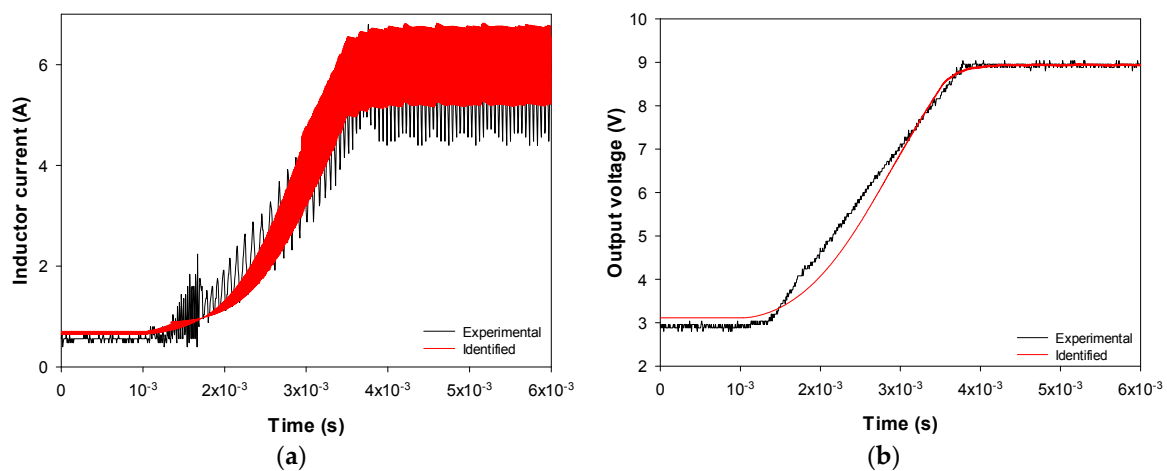 6
4
2
0
Inductor current (A)
Experimental
Identified
0
10⁻³
2x10⁻³
3x10⁻³
4x10⁻³
5x10⁻³
6x10⁻³
Time (s)
(a)
10
9
8
7
6
5
4
3
2
Output voltage (V)
Experimental
Identified
0
10⁻³
2x10⁻³
3x10⁻³
4x10⁻³
5x10⁻³
6x10⁻³
Time (s)
(b)